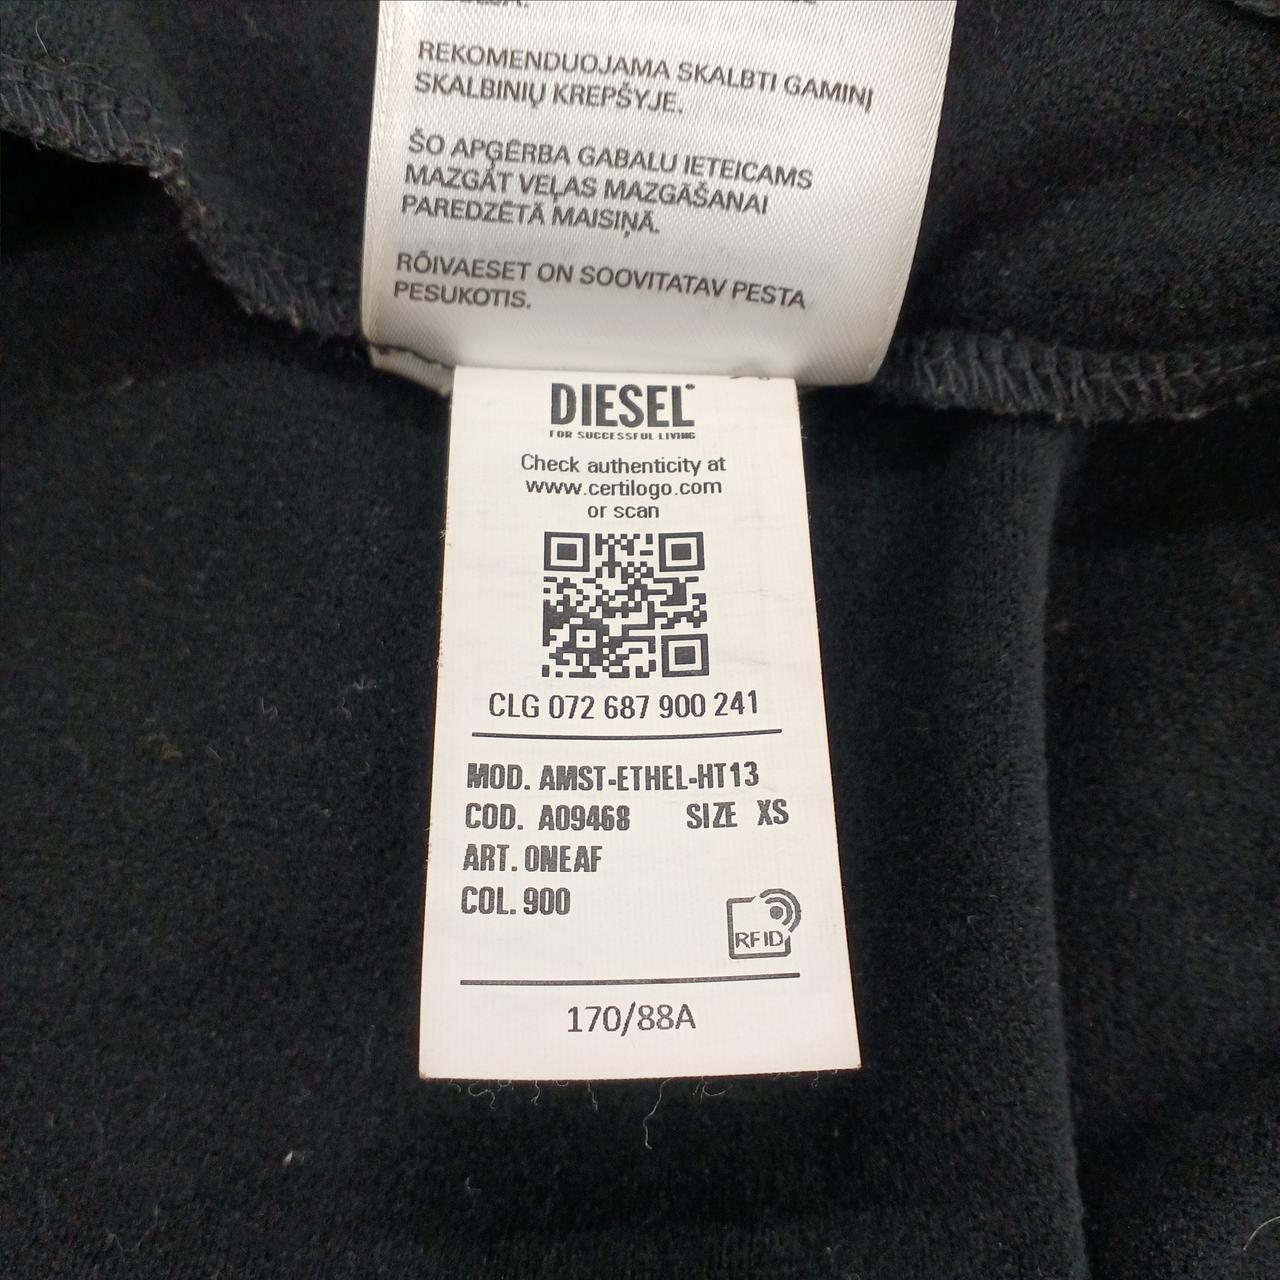 REKOMENDUOJAMA SKALBTI GAMINĮ
SKALBINIŲ KREPŠYJE.
ŠO APĢĒRBA GABALU IETEICAMS
MAZGĀT VEĻAS MAZGĀŠANAI
PAREDZĒTĀ MAISIŅĀ.
RÕIVAESET ON SOOVITATAV PESTA
PESUKOTIS.
DIESEL
FOR SUCCESSFUL LIVING
Check authenticity at
www.certilogo.com
or scan
CLG 072 687 900 241
MOD. AMST-ETHEL-HT13
COD. A09468 SIZE XS
ART. 0NEAF
COL. 900
RFID
170/88A